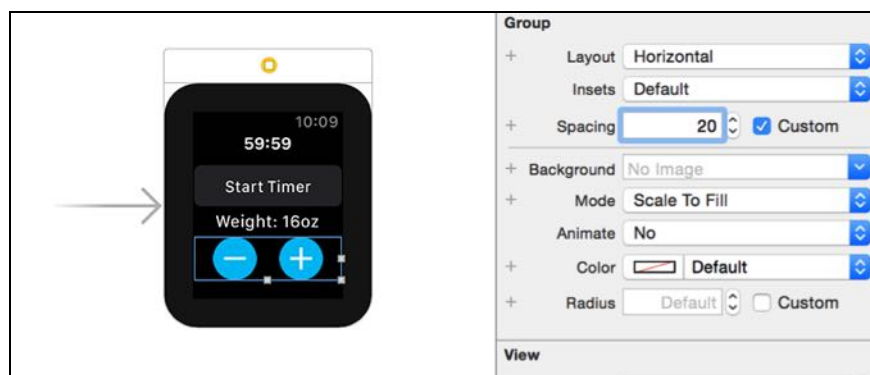 10:09
59:59
Start Timer
Weight: 16oz
Group
+ Layout Horizontal
Insets Default
+ Spacing 20 Custom
+ Background No Image
+ Mode Scale To Fill
Animate No
+ Color Default
+ Radius Default Custom
View